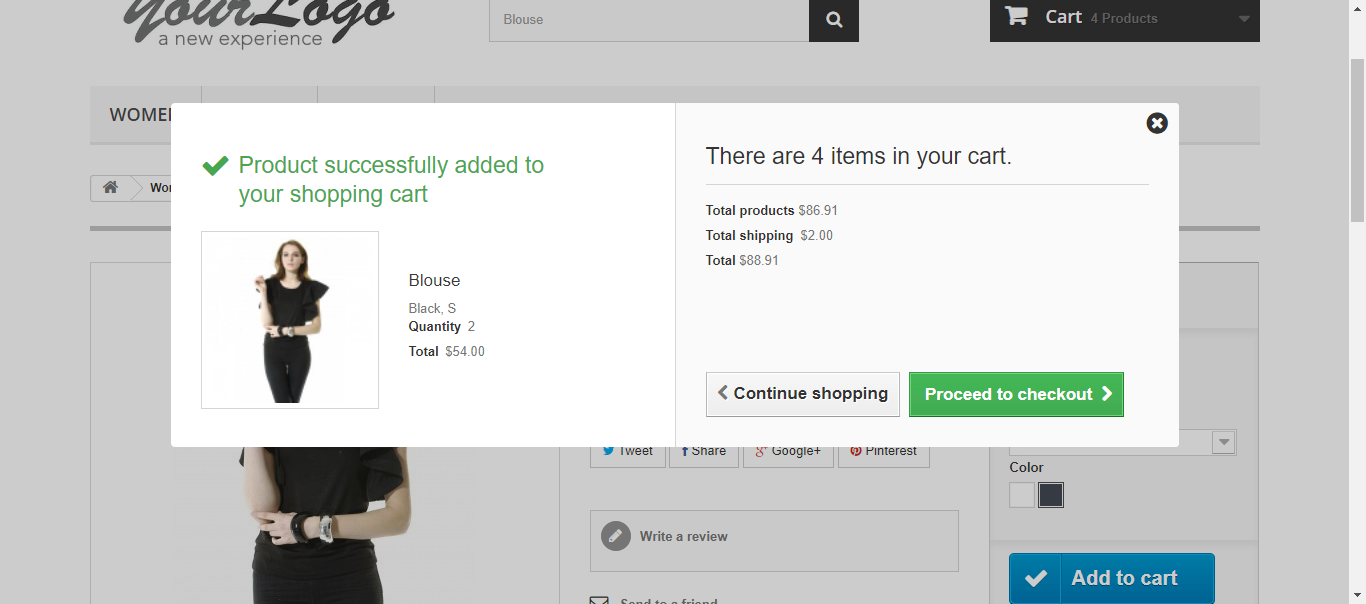 YourLogo
a new experience
Blouse
Cart 4 Products
Product successfully added to
your shopping cart
Blouse
Black, S
Quantity 2
Total $54.00
There are 4 items in your cart.
Total products $86.91
Total shipping $2.00
Total $88.91
Continue shopping
Proceed to checkout
Tweet
Share
Google+
Pinterest
Write a review
Send to a friend
Color
Add to cart